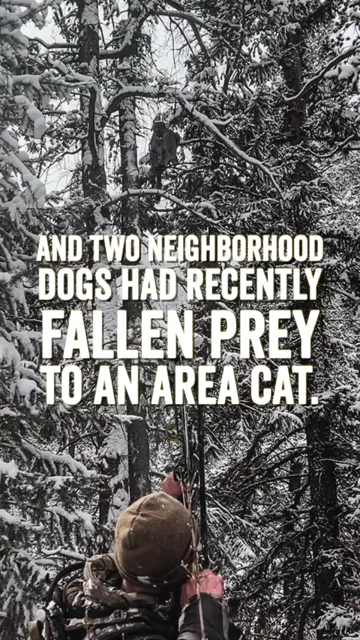 AND TWO NEIGHBORHOOD
DOGS HAD RECENTLY
FALLEN PREY
TO AN AREA CAT.